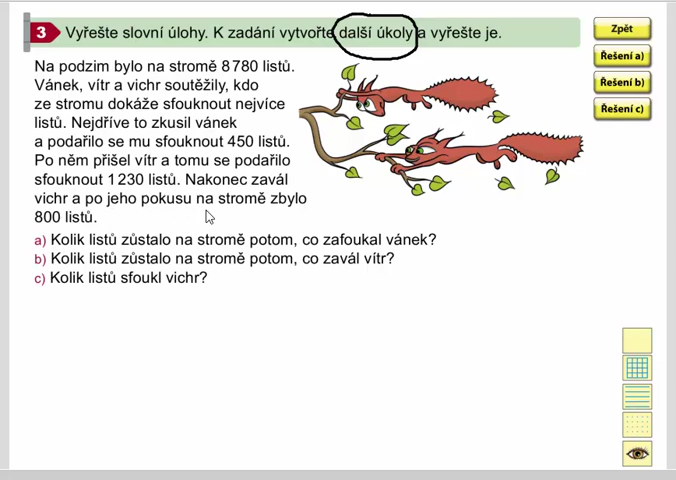 3 Vyřešte slovní úlohy. K zadání vytvořte další úkoly a vyřešte je.
Zpět
Řešení a)
Řešení b)
Řešení c)
Na podzim bylo na stromě 8 780 listů.
Vánek, vítr a vichr soutěžily, kdo
ze stromu dokáže sfouknout nejvíce
listů. Nejdříve to zkusil vánek
a podařilo se mu sfouknout 450 listů.
Po něm přišel vítr a tomu se podařilo
sfouknout 1 230 listů. Nakonec zavál
vichr a po jeho pokusu na stromě zbylo
800 listů.
a) Kolik listů zůstalo na stromě potom, co zafoukal vánek?
b) Kolik listů zůstalo na stromě potom, co zavál vítr?
c) Kolik listů sfoukl vichr?